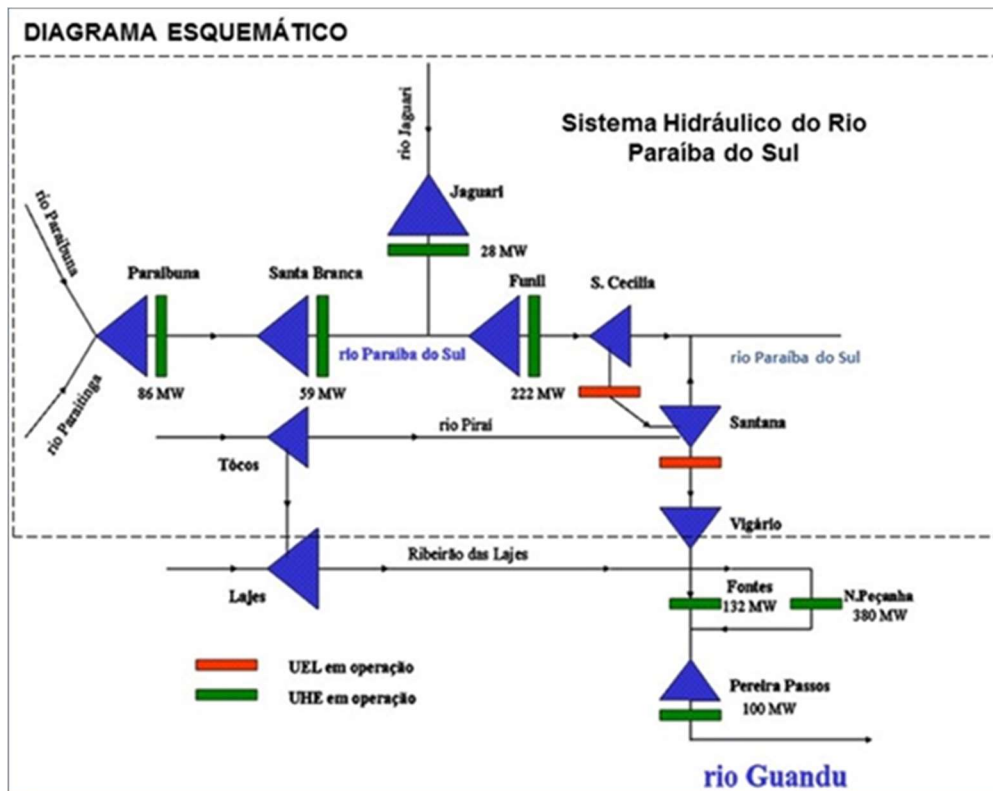 DIAGRAMA ESQUEMÁTICO
Sistema Hidráulico do Rio
Paraíba do Sul
rio Jaguari
Jaguari
28 MW
rio Paraibuna
rio Paraitinga
Paraibuna
86 MW
Santa Branca
59 MW
rio Paraíba do Sul
Funil
222 MW
S. Cecília
rio Paraíba do Sul
Tócos
rio Piraí
Santana
Vigário
Lajes
Ribeirão das Lajes
Fontes
132 MW
N.Peçanha
380 MW
UEL em operação
UHE em operação
Pereira Passos
100 MW
rio Guandu